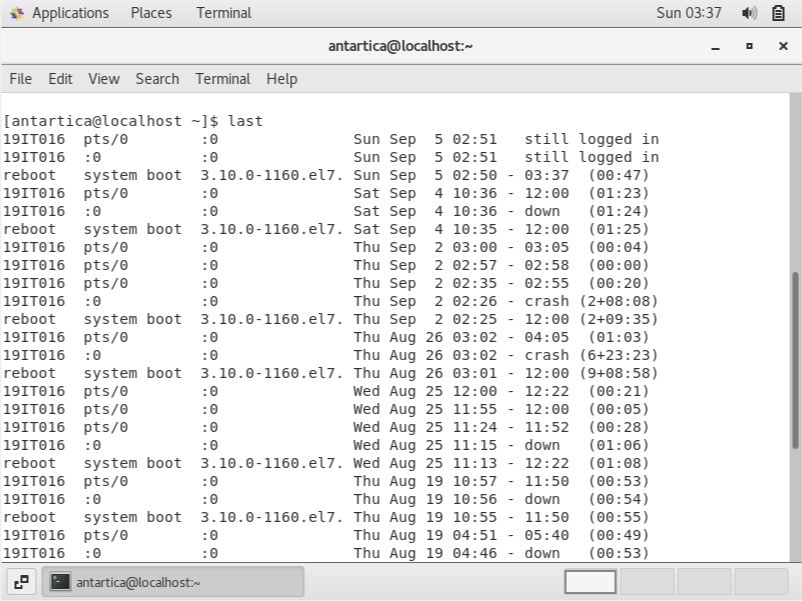 Applications Places Terminal Sun 03:37
antartica@localhost:~
File Edit View Search Terminal Help
[antartica@localhost ~]$ last
19IT016  pts/0        :0               Sun Sep  5 02:51   still logged in
19IT016  :0           :0               Sun Sep  5 02:51   still logged in
reboot   system boot  3.10.0-1160.el7. Sun Sep  5 02:50 - 03:37  (00:47)
19IT016  pts/0        :0               Sat Sep  4 10:36 - 12:00  (01:23)
19IT016  :0           :0               Sat Sep  4 10:36 - down   (01:24)
reboot   system boot  3.10.0-1160.el7. Sat Sep  4 10:35 - 12:00  (01:25)
19IT016  pts/0        :0               Thu Sep  2 03:00 - 03:05  (00:04)
19IT016  pts/0        :0               Thu Sep  2 02:57 - 02:58  (00:00)
19IT016  pts/0        :0               Thu Sep  2 02:35 - 02:55  (00:20)
19IT016  :0           :0               Thu Sep  2 02:26 - crash (2+08:08)
reboot   system boot  3.10.0-1160.el7. Thu Sep  2 02:25 - 12:00 (2+09:35)
19IT016  pts/0        :0               Thu Aug 26 03:02 - 04:05  (01:03)
19IT016  :0           :0               Thu Aug 26 03:02 - crash (6+23:23)
reboot   system boot  3.10.0-1160.el7. Thu Aug 26 03:01 - 12:00 (9+08:58)
19IT016  pts/0        :0               Wed Aug 25 12:00 - 12:22  (00:21)
19IT016  pts/0        :0               Wed Aug 25 11:55 - 12:00  (00:05)
19IT016  pts/0        :0               Wed Aug 25 11:24 - 11:52  (00:28)
19IT016  :0           :0               Wed Aug 25 11:15 - down   (01:06)
reboot   system boot  3.10.0-1160.el7. Wed Aug 25 11:13 - 12:22  (01:08)
19IT016  pts/0        :0               Thu Aug 19 10:57 - 11:50  (00:53)
19IT016  :0           :0               Thu Aug 19 10:56 - down   (00:54)
reboot   system boot  3.10.0-1160.el7. Thu Aug 19 10:55 - 11:50  (00:55)
19IT016  pts/0        :0               Thu Aug 19 04:51 - 05:40  (00:49)
19IT016  :0           :0               Thu Aug 19 04:46 - down   (00:53)
antartica@localhost:~